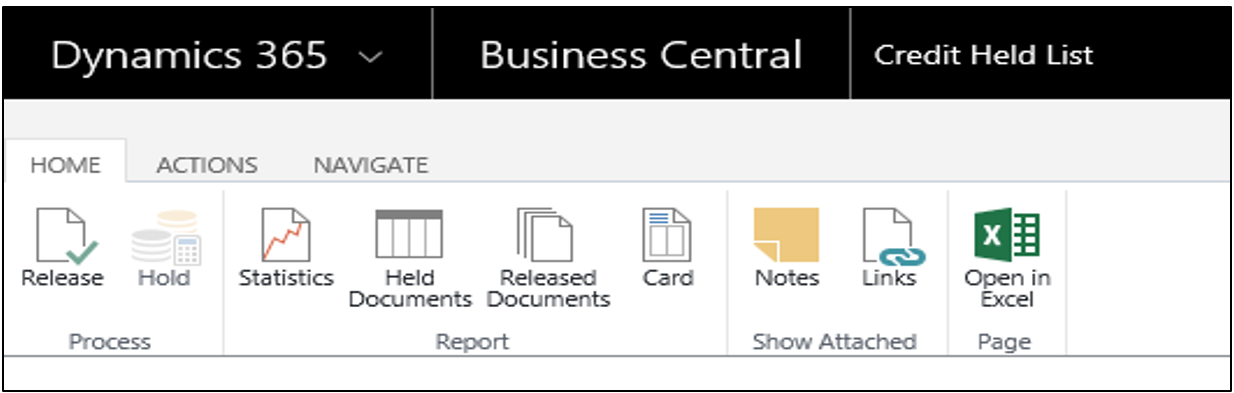 Dynamics 365 Business Central Credit Held List
HOME ACTIONS NAVIGATE
Release Hold Statistics Held Documents Released Documents Card Notes Links Open in Excel
Process Report Show Attached Page